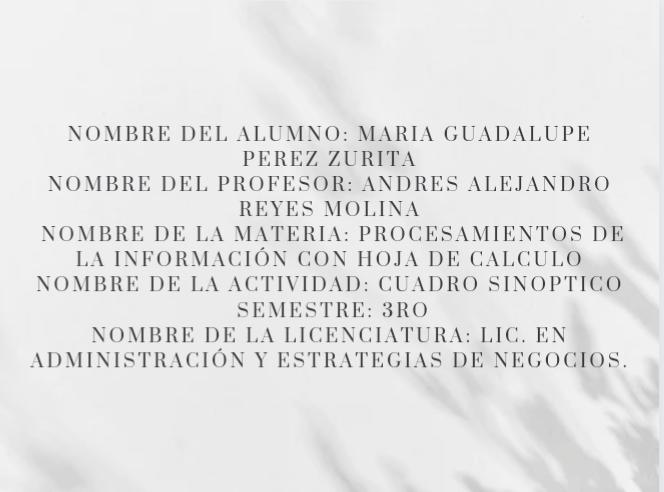 NOMBRE DEL ALUMNO: MARIA GUADALUPE
PEREZ ZURITA
NOMBRE DEL PROFESOR: ANDRES ALEJANDRO
REYES MOLINA
NOMBRE DE LA MATERIA: PROCESAMIENTOS DE
LA INFORMACIÓN CON HOJA DE CALCULO
NOMBRE DE LA ACTIVIDAD: CUADRO SINOPTICO
SEMESTRE: 3RO
NOMBRE DE LA LICENCIATURA: LIC. EN
ADMINISTRACIÓN Y ESTRATEGIAS DE NEGOCIOS.